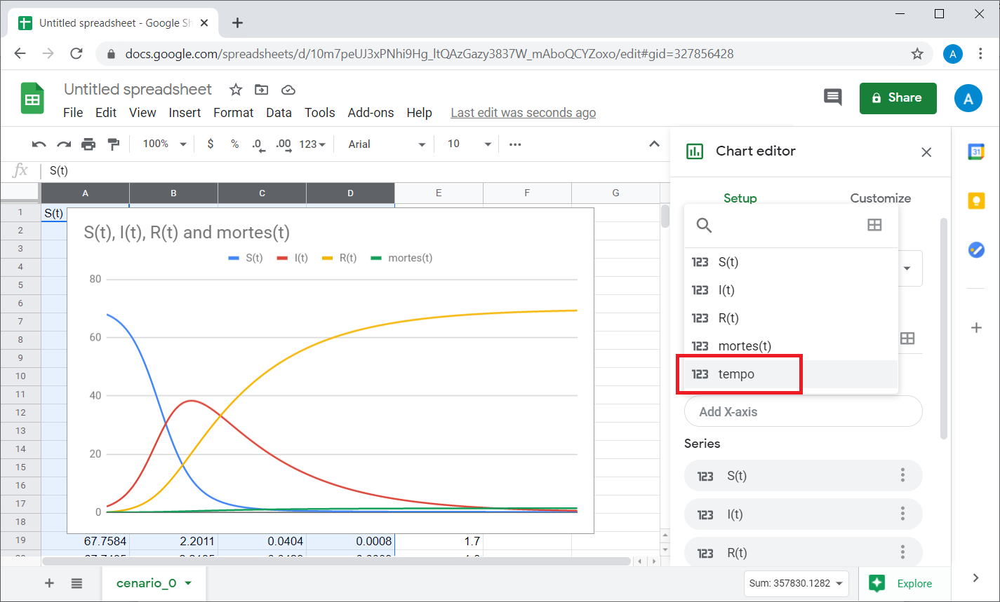 Untitled spreadsheet - Google Sh
docs.google.com/spreadsheets/d/10m7peUJ3xPNhi9Hg_ltQAzGazy3837W_mAboQCYZoxo/edit#gid=327856428
A
Untitled spreadsheet
File Edit View Insert Format Data Tools Add-ons Help Last edit was seconds ago
Share
A
100% $ % .0 .00 123 Arial 10
Chart editor
31
fx S(t)
A B C D E F G
Setup Customize
1 S(t)
2
3
4
5
6
7
8
9
10
11
12
13
14
15
16
17
18
S(t), I(t), R(t) and mortes(t)
S(t) I(t) R(t) mortes(t)
80
60
40
20
0
19 67.7584 2.2011 0.0404 0.0008 1.7
123 S(t)
123 I(t)
123 R(t)
123 mortes(t)
123 tempo
Add X-axis
Series
123 S(t)
123 I(t)
123 R(t)
cenario_0
Sum: 357830.1282
Explore